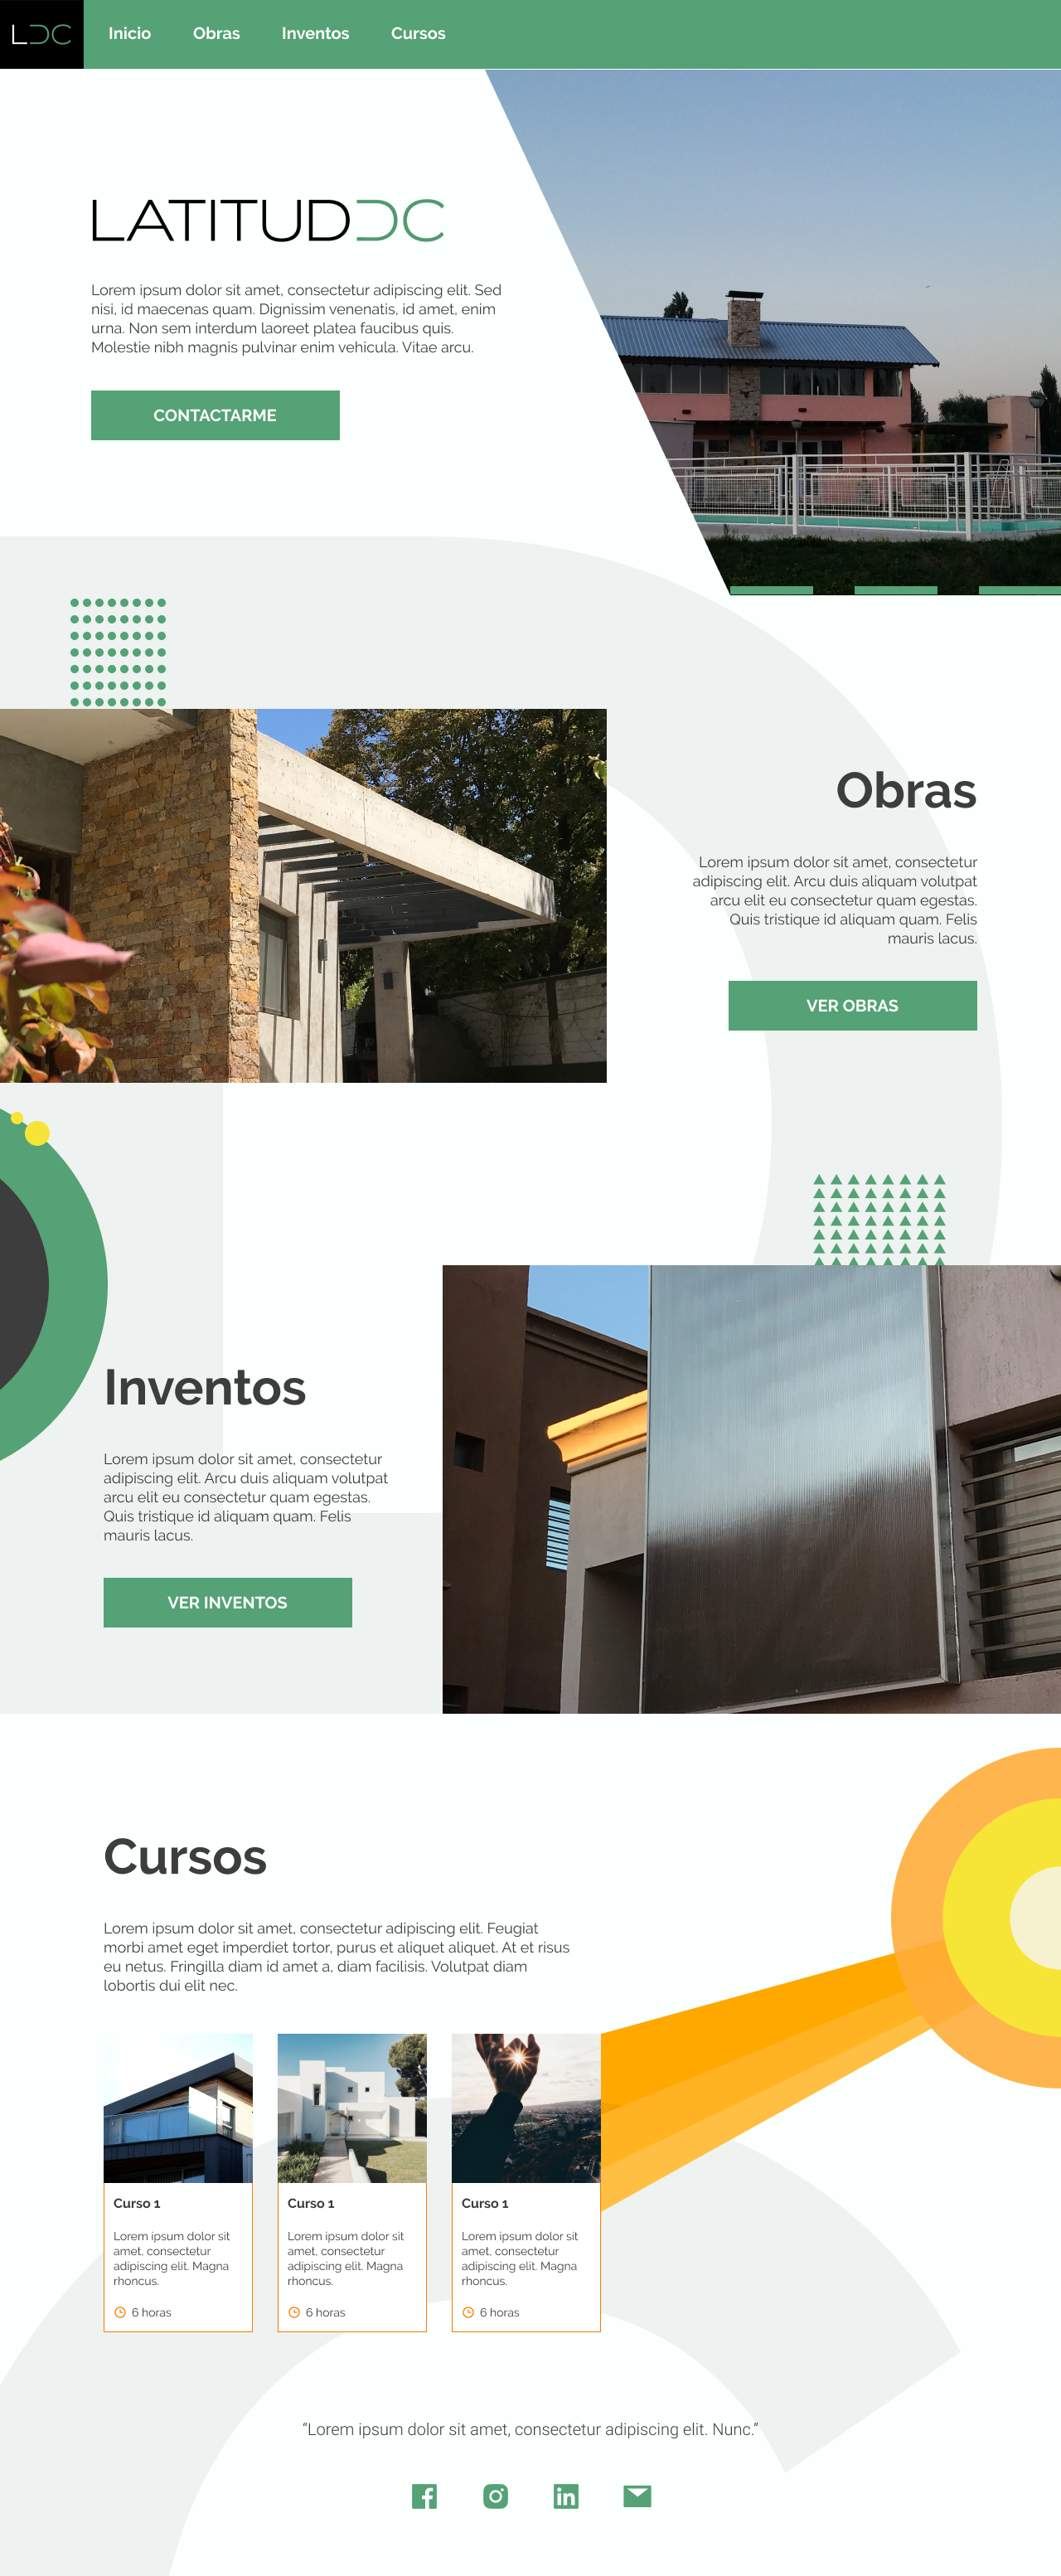 LDC
Inicio Obras Inventos Cursos
LATITUDDC
Lorem ipsum dolor sit amet, consectetur adipiscing elit. Sed
nisi, id maecenas quam. Dignissim venenatis, id amet, enim
urna. Non sem interdum laoreet platea faucibus quis.
Molestie nibh magnis pulvinar enim vehicula. Vitae arcu.
CONTACTARME
Obras
Lorem ipsum dolor sit amet, consectetur
adipiscing elit. Arcu duis aliquam volutpat
arcu elit eu consectetur quam egestas.
Quis tristique id aliquam quam. Felis
mauris lacus.
VER OBRAS
Inventos
Lorem ipsum dolor sit amet, consectetur
adipiscing elit. Arcu duis aliquam volutpat
arcu elit eu consectetur quam egestas.
Quis tristique id aliquam quam. Felis
mauris lacus.
VER INVENTOS
Cursos
Lorem ipsum dolor sit amet, consectetur adipiscing elit. Feugiat
morbi amet eget imperdiet tortor, purus et aliquet aliquet. At et risus
eu netus. Fringilla diam id amet a, diam facilisis. Volutpat diam
lobortis dui elit nec.
Curso 1
Lorem ipsum dolor sit
amet, consectetur
adipiscing elit. Magna
rhoncus.
6 horas
Curso 1
Lorem ipsum dolor sit
amet, consectetur
adipiscing elit. Magna
rhoncus.
6 horas
Curso 1
Lorem ipsum dolor sit
amet, consectetur
adipiscing elit. Magna
rhoncus.
6 horas
“Lorem ipsum dolor sit amet, consectetur adipiscing elit. Nunc.”